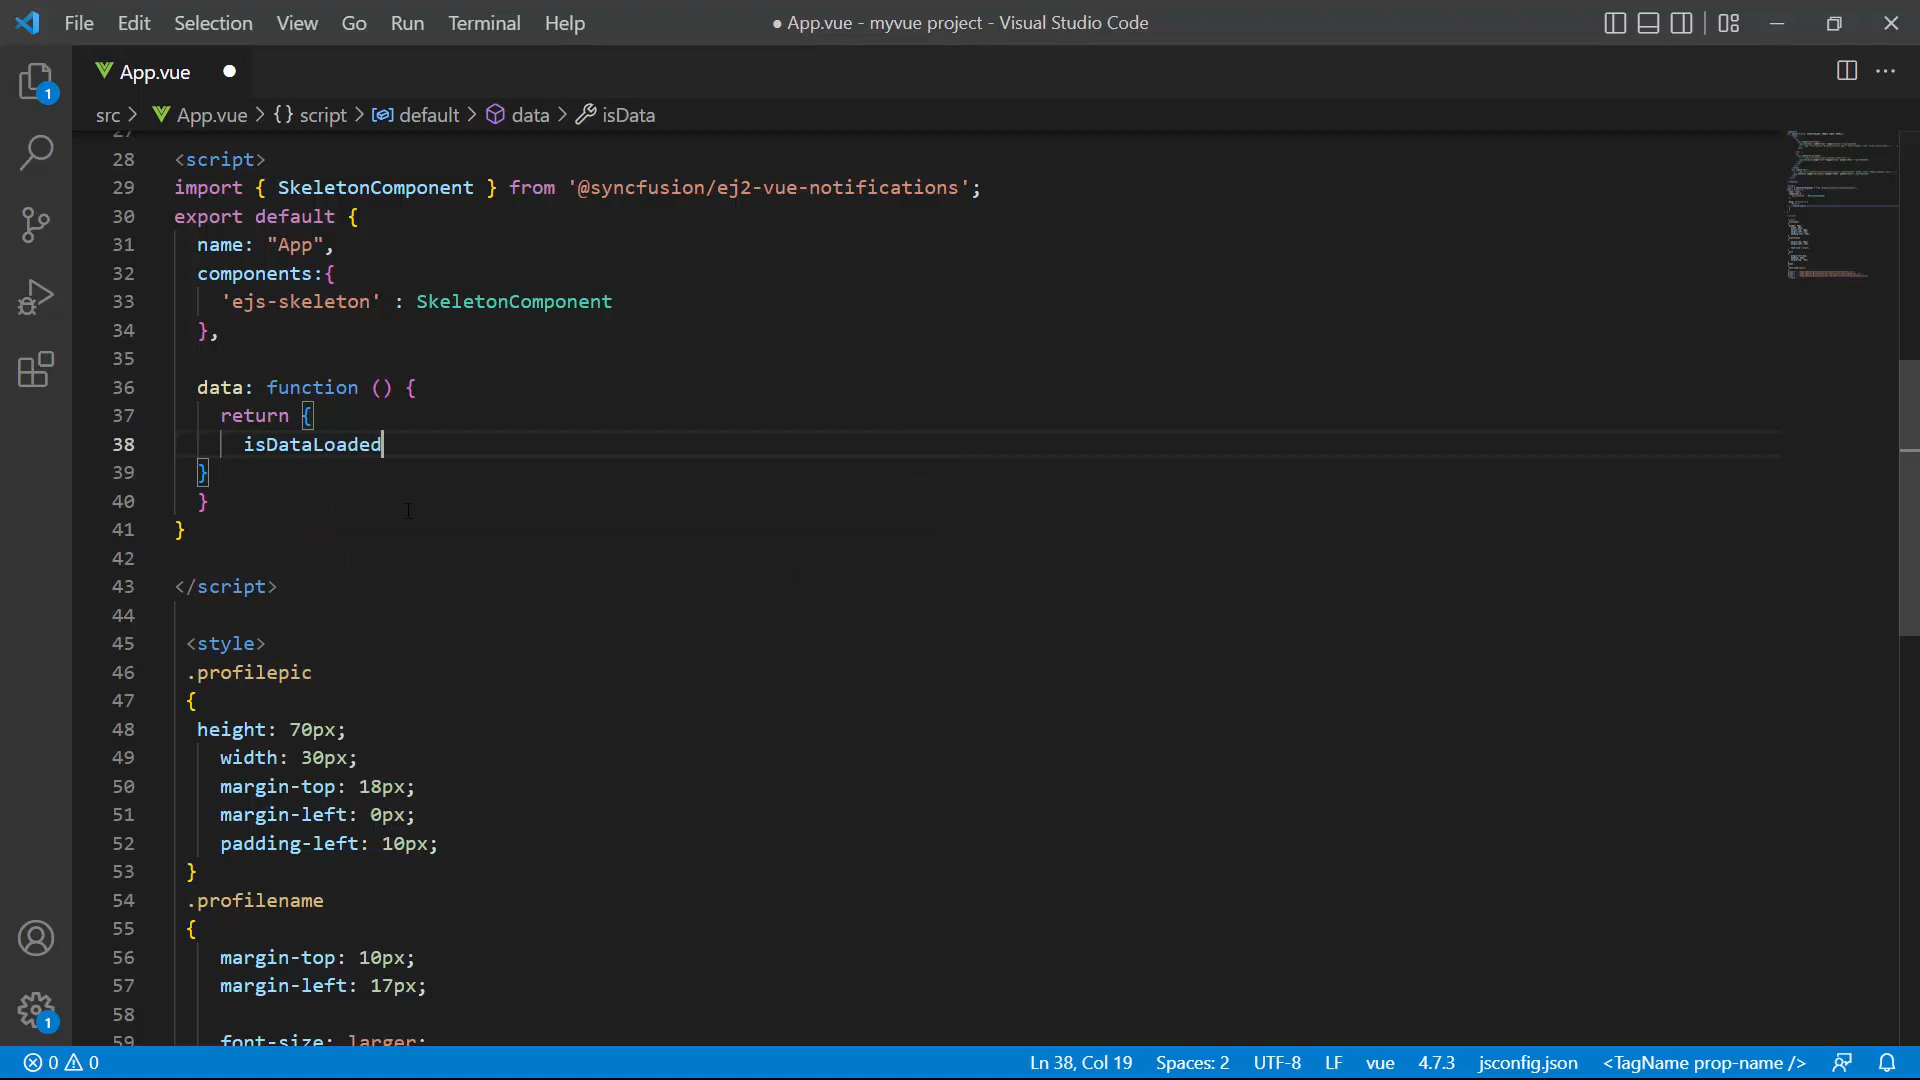 File Edit Selection View Go Run Terminal Help ● App.vue - myvue project - Visual Studio Code
App.vue ●
1
src > App.vue > {} script > default > data > isData
27
28 <script>
29 import { SkeletonComponent } from '@syncfusion/ej2-vue-notifications';
30 export default {
31 name: "App",
32 components:{
33 'ejs-skeleton' : SkeletonComponent
34 },
35
36 data: function () {
37 return {
38 isDataLoaded
39 }
40 }
41 }
42
43 </script>
44
45 <style>
46 .profilepic
47 {
48 height: 70px;
49 width: 30px;
50 margin-top: 18px;
51 margin-left: 0px;
52 padding-left: 10px;
53 }
54 .profilename
55 {
56 margin-top: 10px;
57 margin-left: 17px;
58
59 font-size: larger;
1
0 0 Ln 38, Col 19 Spaces: 2 UTF-8 LF vue 4.7.3 jsconfig.json <TagName prop-name />